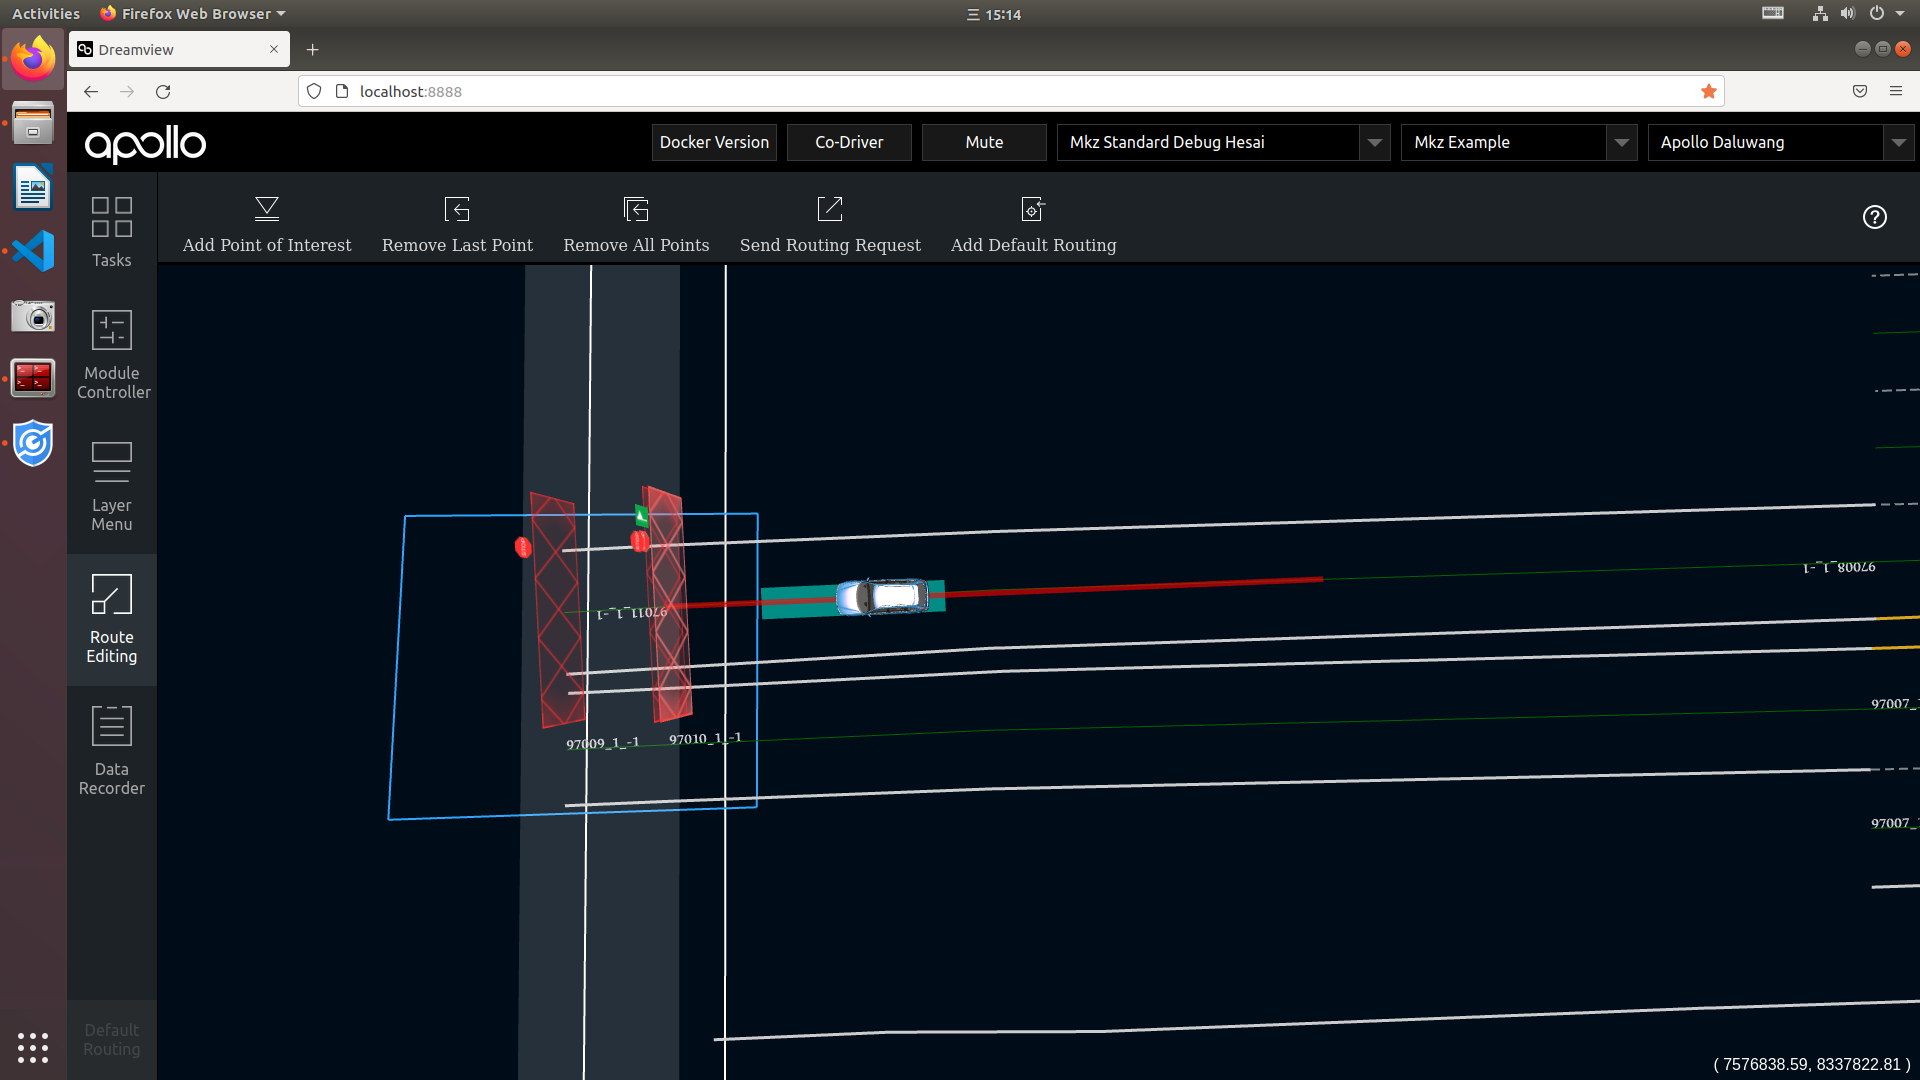 Activities
Firefox Web Browser
三 15:14
Dreamview
localhost:8888
apollo
Docker Version
Co-Driver
Mute
Mkz Standard Debug Hesai
Mkz Example
Apollo Daluwang
Add Point of Interest
Remove Last Point
Remove All Points
Send Routing Request
Add Default Routing
Tasks
Module
Controller
Layer
Menu
Route
Editing
Data
Recorder
Default
Routing
97008_1_-1
97011_1_-1
97007_
97009_1_-1
97010_1_-1
97007_
( 7576838.59, 8337822.81 )